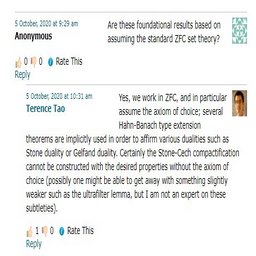 5 October, 2020 at 9:29 am
Anonymous
Are these foundational results based on
assuming the standard ZFC set theory?
0 0 Rate This
Reply
5 October, 2020 at 10:31 am
Terence Tao
Yes, we work in ZFC, and in particular
assume the axiom of choice; several
Hahn-Banach type extension
theorems are implicitly used in order to affirm various dualities such as
Stone duality or Gelfand duality. Certainly the Stone-Cech compactification
cannot be constructed with the desired properties without the axiom of
choice (possibly one might be able to get away with something slightly
weaker such as the ultrafilter lemma, but I am not an expert on these
subtleties).
1 0 Rate This
Reply